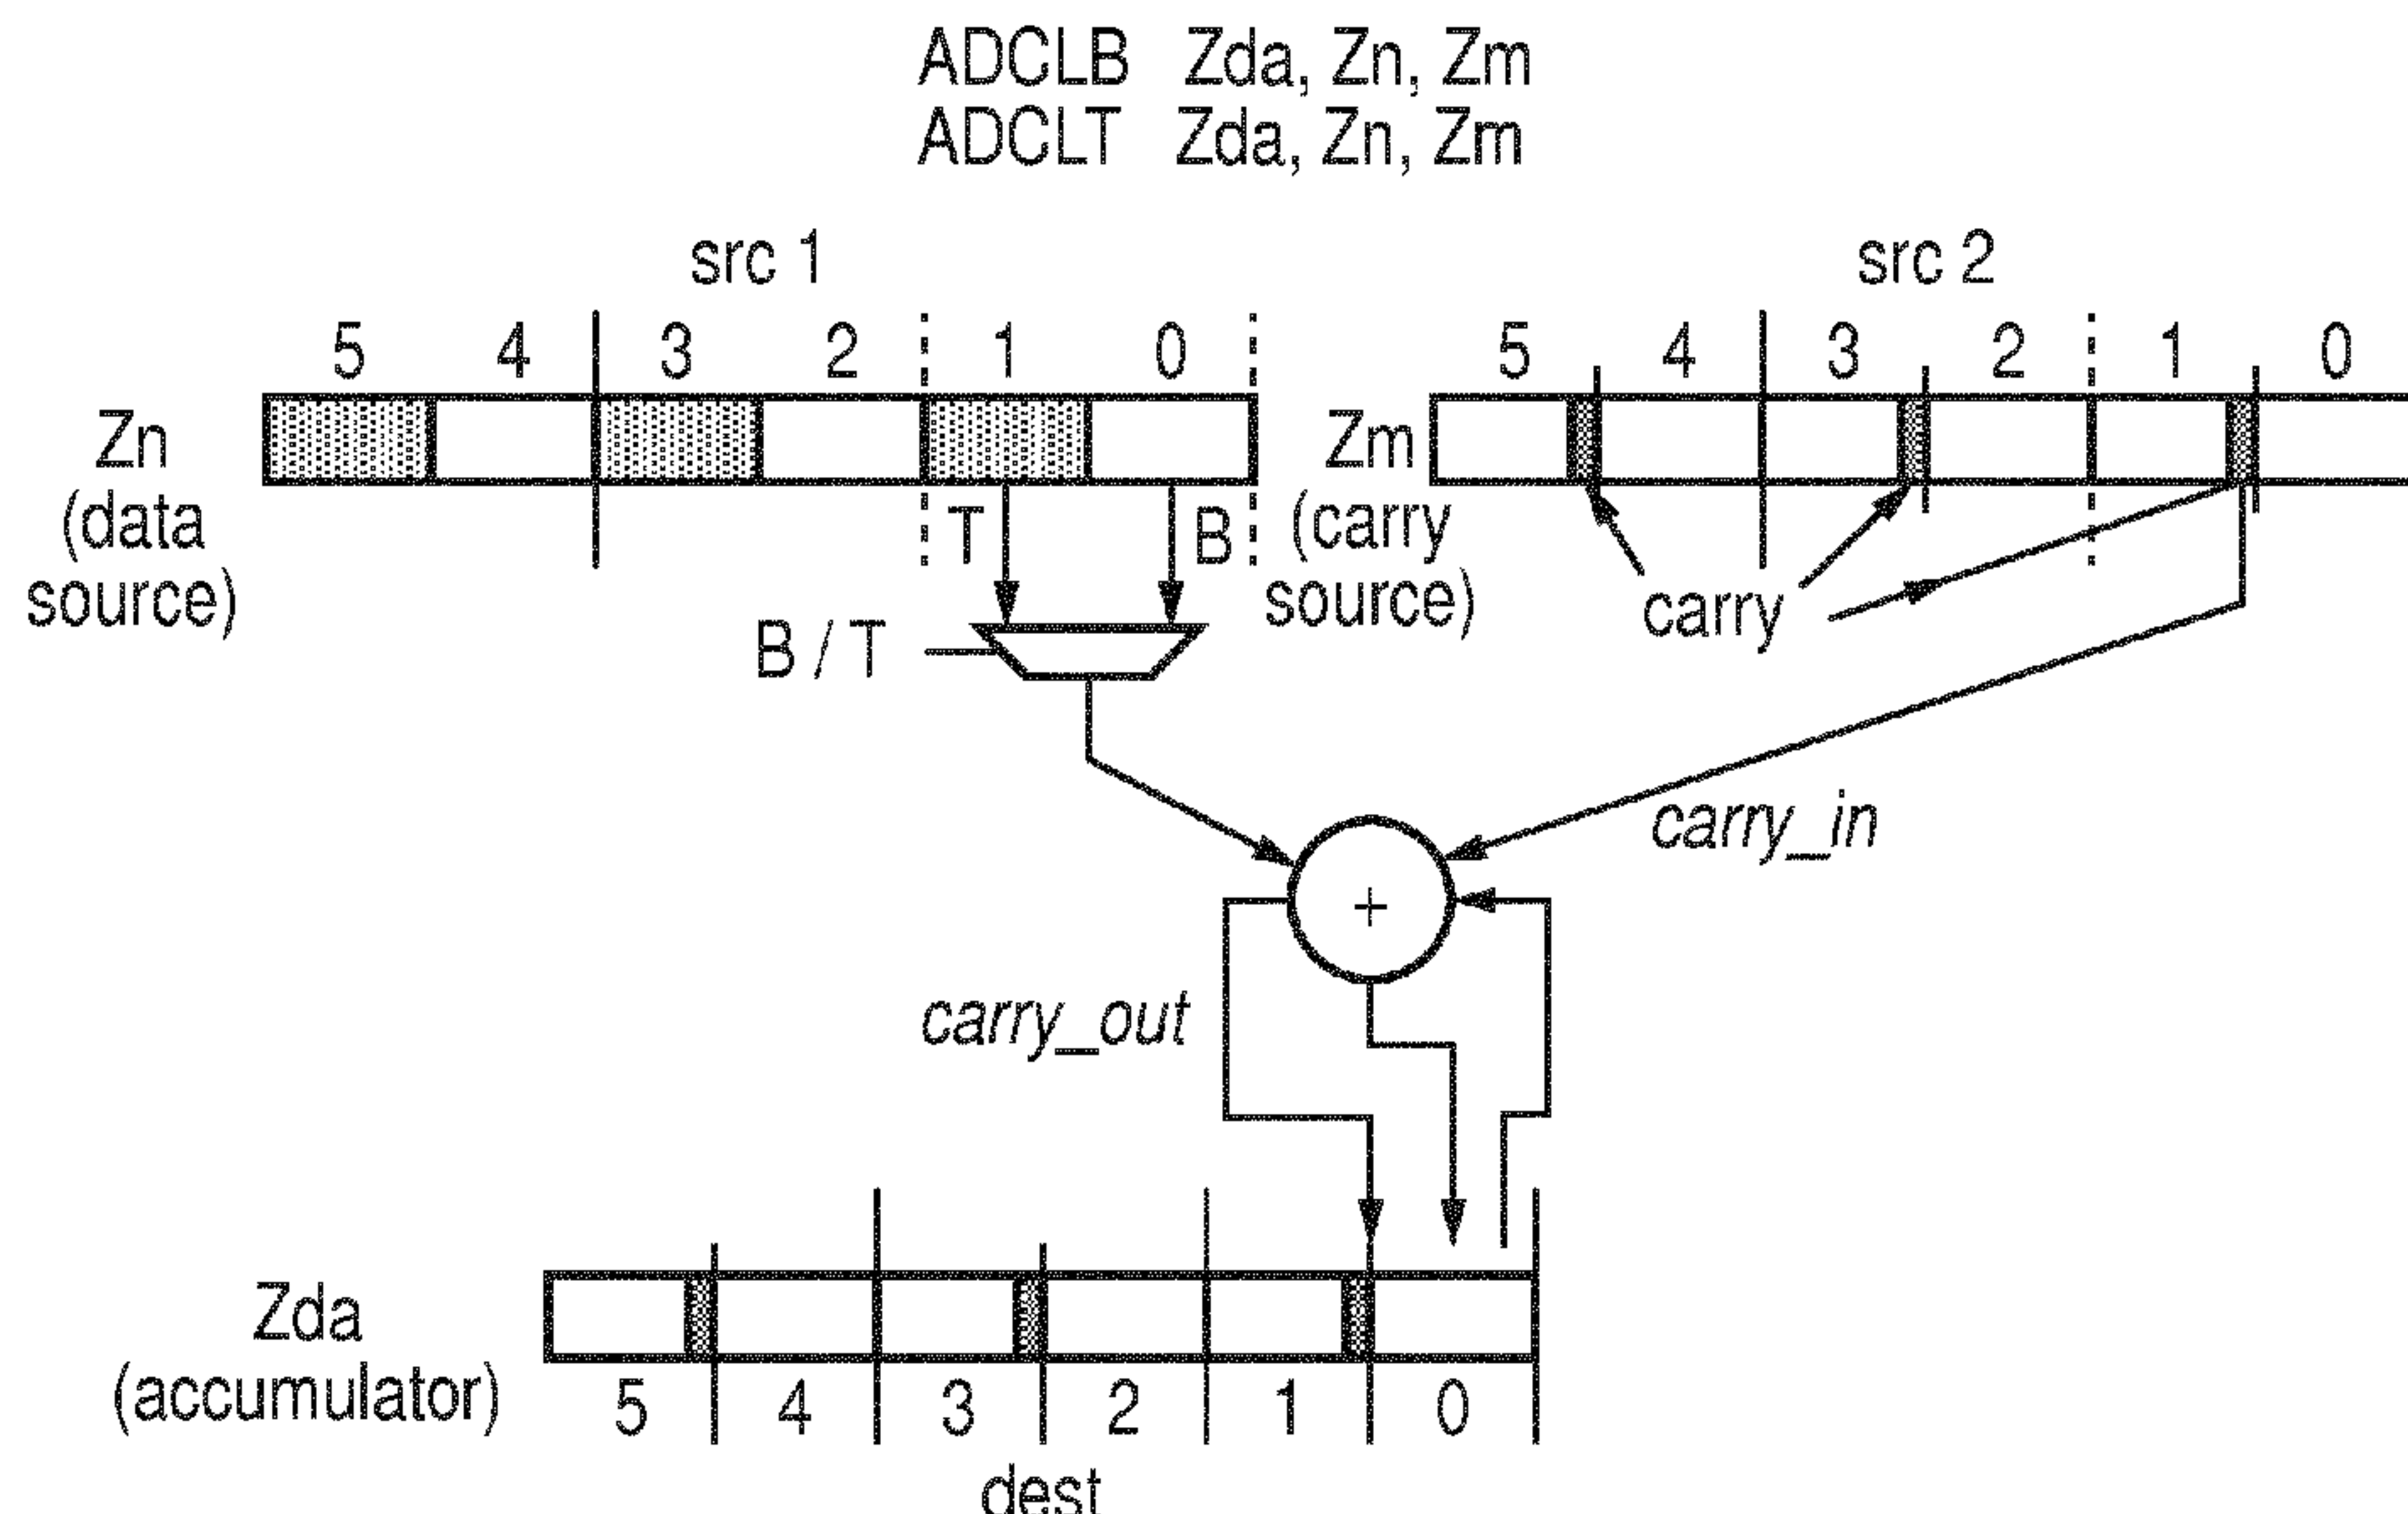 ADCLB Zda, Zn, Zm
ADCLT Zda, Zn, Zm
src 1
src 2
5 4 3 2 1 0
5 4 3 2 1 0
Zn
(data
source)
Zm
(carry
source)
T
B
carry
B / T
carry_in
+
carry_out
Zda
(accumulator)
5 4 3 2 1 0
dest